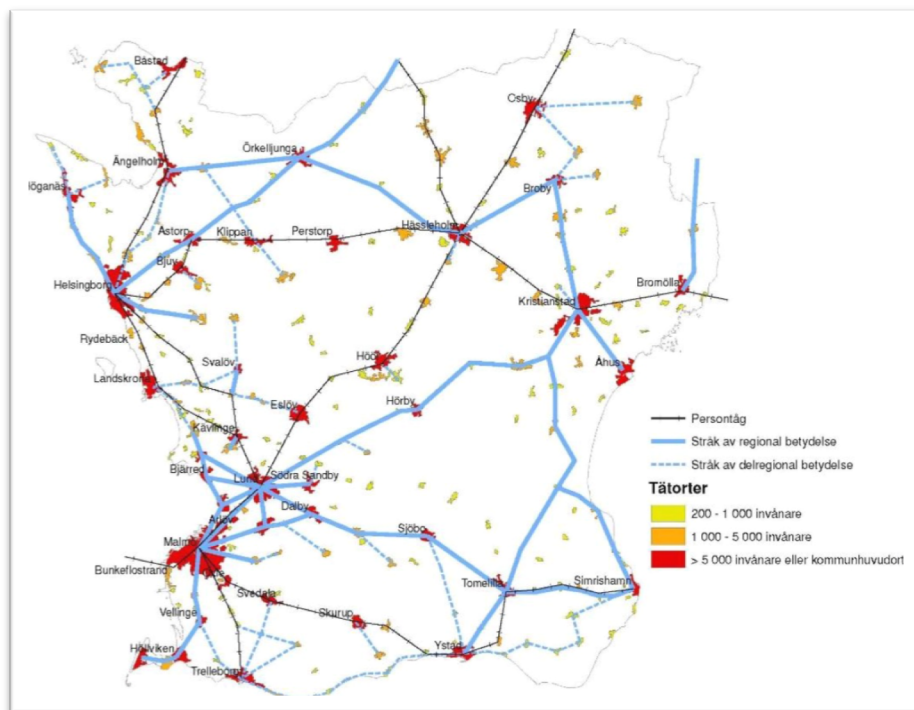 Båstad
Osby
Örkelljunga
Ängelholm
Höganäs
Broby
Åstorp
Klippan
Perstorp
Hässleholm
Bjuv
Helsingborg
Bromölla
Kristianstad
Rydebäck
Svalöv
Höör
Åhus
Landskrona
Eslöv
Hörby
Kävlinge
Bjärred
Lund
Södra Sandby
Arlöv
Dalby
Malmö
Sjöbo
Bunkeflostrand
Tomelilla
Simrishamn
Svedala
Skurup
Vellinge
Ystad
Höllviken
Trelleborg
Persontåg
Stråk av regional betydelse
Stråk av delregional betydelse
Tätorter
200 - 1 000 invånare
1 000 - 5 000 invånare
> 5 000 invånare eller kommunhuvudort